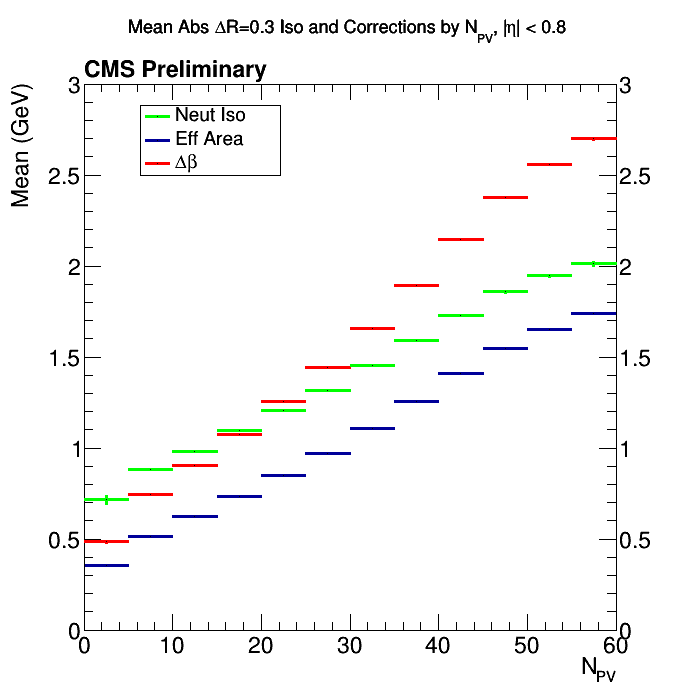 Mean Abs ΔR=0.3 Iso and Corrections by N_PV, |η| < 0.8
CMS Preliminary
Mean (GeV)
Neut Iso
Eff Area
Δβ
3 3
2.5 2.5
2 2
1.5 1.5
1 1
0.5 0.5
0 0
0 10 20 30 40 50 60
N_PV